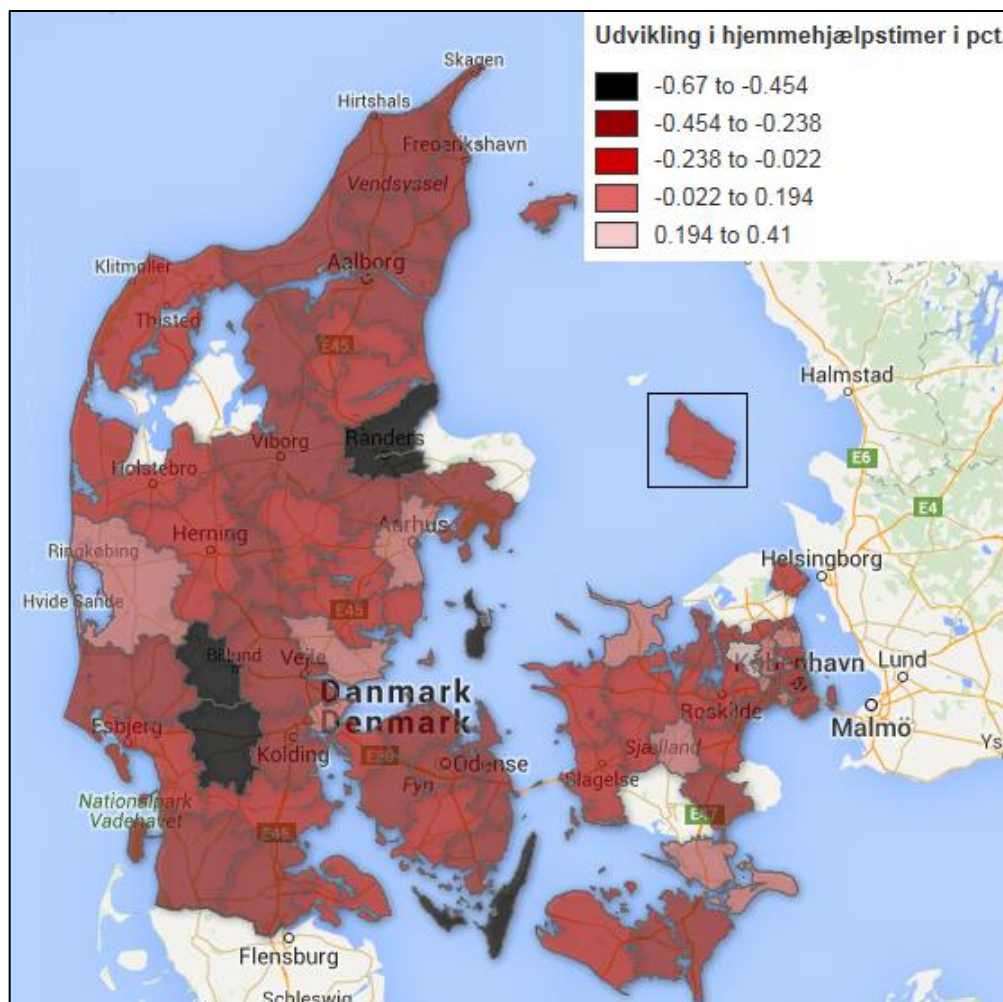 Udvikling i hjemmehjælpstimer i pct.
-0.67 to -0.454
-0.454 to -0.238
-0.238 to -0.022
-0.022 to 0.194
0.194 to 0.41
Skagen
Hirtshals
Frederikshavn
Vendsyssel
Klitmøller
Aalborg
Thisted
E45
Halmstad
Randers
Viborg
Holstebro
E6
E4
Aarhus
Herning
Ringkøbing
Helsingborg
Hvide Sande
E45
Billund
Vejle
København
Lund
Danmark
Denmark
Roskilde
Malmö
Esbjerg
Kolding
Sjælland
Ys
E20
Odense
Slagelse
Fyn
Nationalpark
Vadehavet
E45
E47
Flensburg
Schleswig